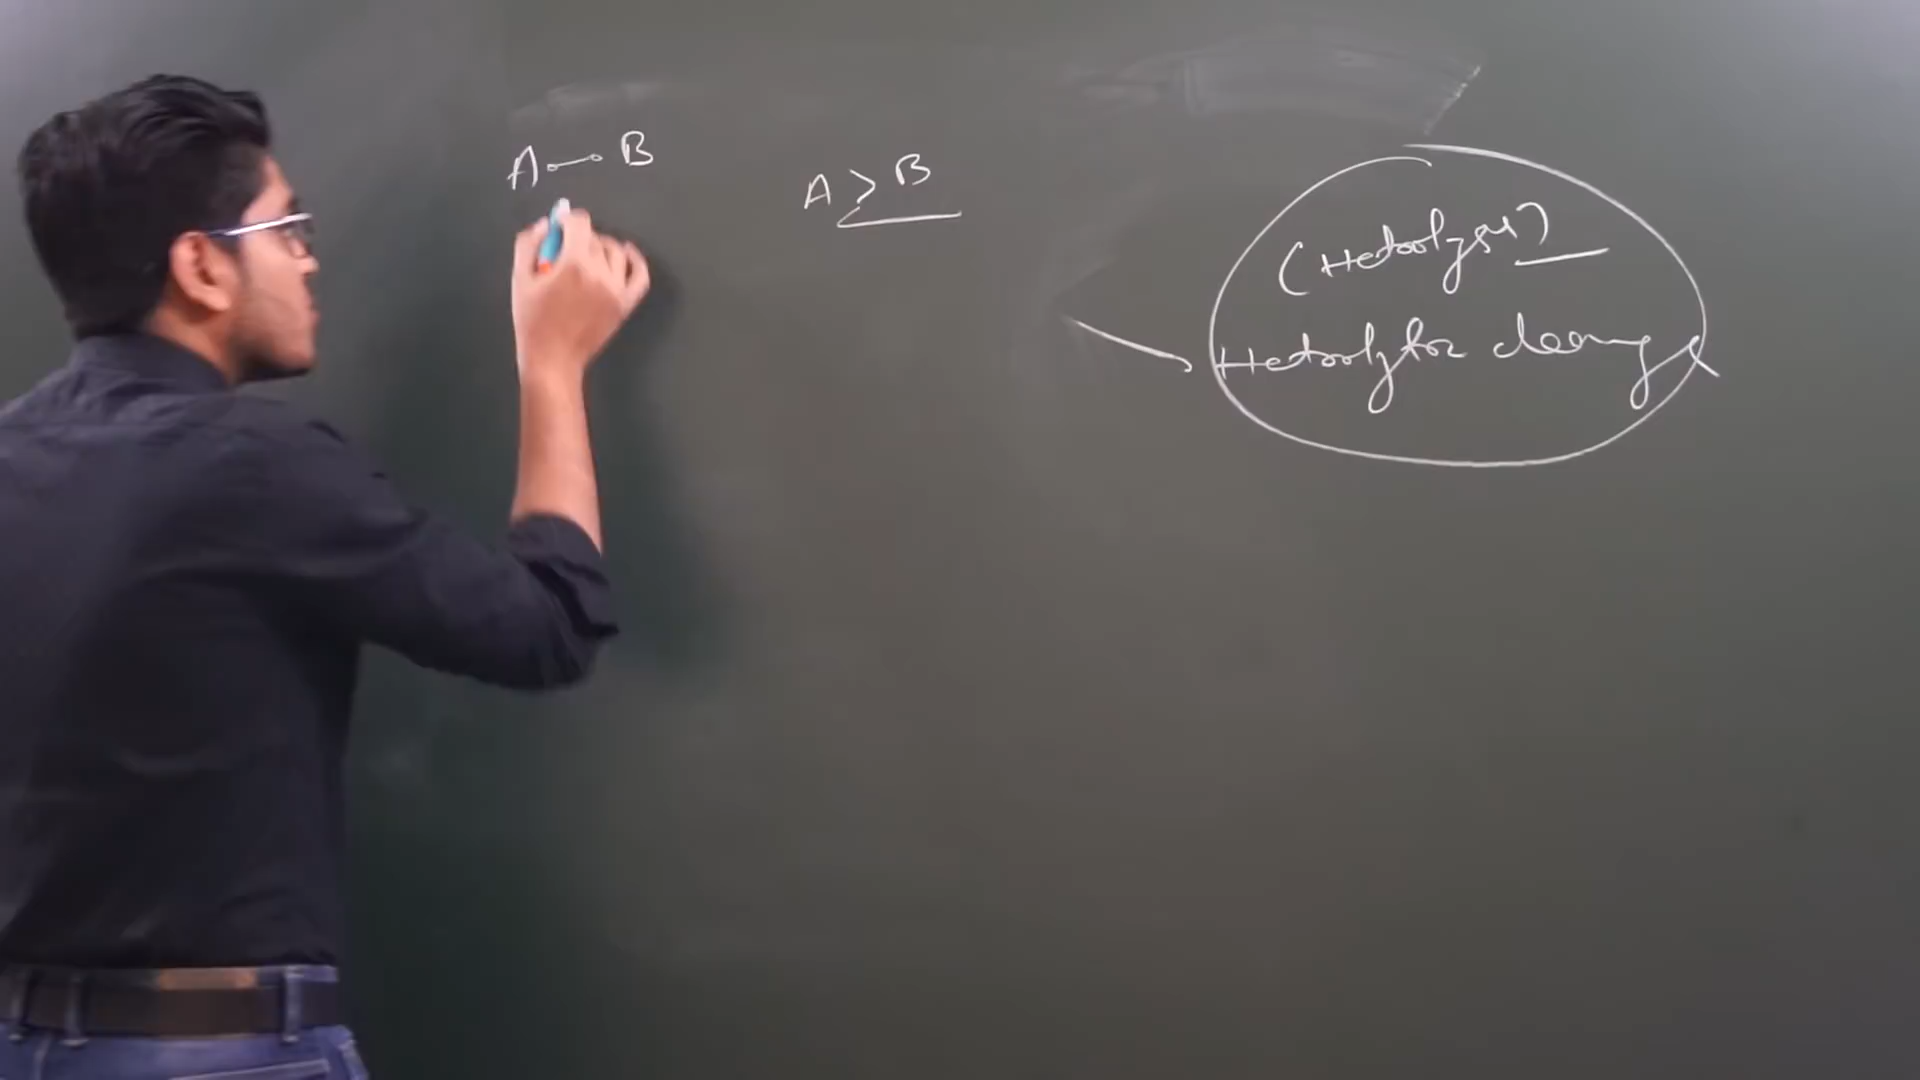 A — B
A > B
(Heterolysis)
Heterolytic cleavage